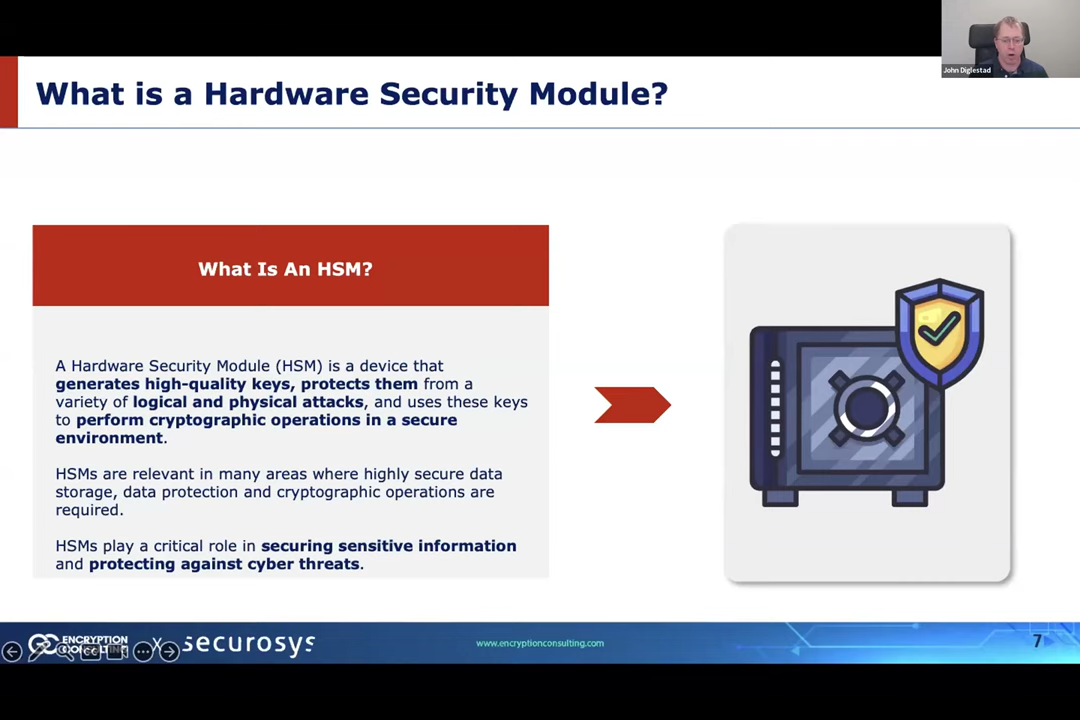 John Diglestad
What is a Hardware Security Module?
What Is An HSM?
A Hardware Security Module (HSM) is a device that
generates high-quality keys, protects them from a
variety of logical and physical attacks, and uses these keys
to perform cryptographic operations in a secure
environment.
HSMs are relevant in many areas where highly secure data
storage, data protection and cryptographic operations are
required.
HSMs play a critical role in securing sensitive information
and protecting against cyber threats.
ENCRYPTION
CONSULTING
X
securosys
www.encryptionconsulting.com
7